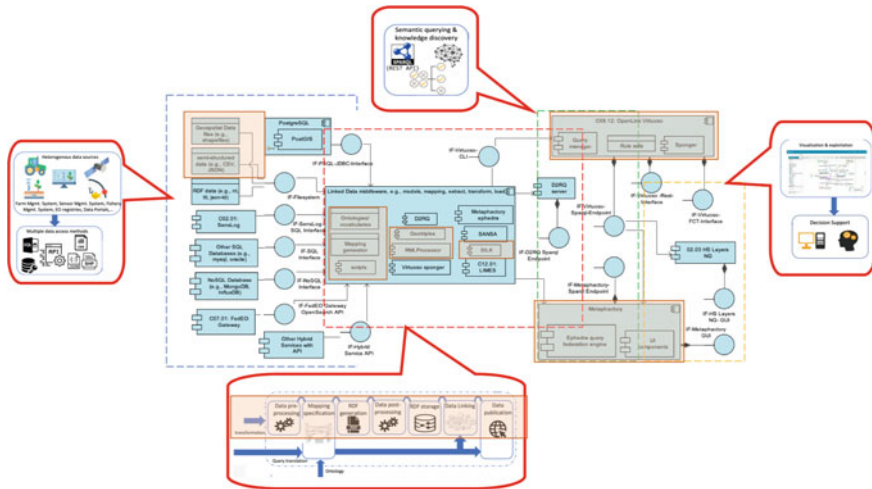 Semantic querying &
knowledge discovery
SPARQL
(REST API)
Heterogenous data sources
Farm Mgmt. System, Sensor Mgmt. System, Fishery
Mgmt. System, EO registries, Data Portals,...
Multiple data access methods
API
Geospatial Data
files (e.g.
shapefiles)
semi-structured
data (e.g., CSV,
JSON)
RDF data (e.g., nt,
ttl, json-ld)
C02.01:
SensLog
Other SQL
Databases (e.g.,
mysql, oracle)
NoSQL Database
(e.g., MongoDB,
InfluxDB)
C07.01: FedEO
Gateway
Other Hybrid
Services with
API
PostgreSQL
PostGIS
IF-PSQL-JDBC-Interface
IF-Filesystem
IF-SensLog
SQL Interface
IF-SQL
Interface
IF-NoSQL
Interface
IF-FedEO Gateway
OpenSearch API
IF-Hybrid
Service API
Linked Data middleware, e.g., module, mapping, extract, transform, load
Ontologies/
vocabularies
Mapping
generator
scripts
D2RQ
Geotriples
RMLProcessor
Virtuoso sponger
Metaphactory
ephedra
SANSA
SILK
C12.01:
LIMES
IF-Virtuoso-
CLI
D2RQ
server
IF-D2RQ Sparql
Endpoint
C09.12: OpenLink Virtuoso
Query
manager
Rule sets
Sponger
IF-Virtuoso-Rest-
Interface
IF-Virtuoso-
Sparql-Endpoint
IF-Virtuoso-
FCT Interface
IF-Metaphactory-
Sparql Endpoint
02.03 HS Layers
NG
IF-HS Layers
NG- GUI
IF-Metaphactory
GUI
Metaphactory
Ephedra query
federation engine
UI
components
Visualization & exploitation
Decision Support
Data pre-
processing
Mapping
specification
RDF
generation
Data post-
processing
RDF storage
Data Linking
Data
publication
transformation
Query translation
Ontology